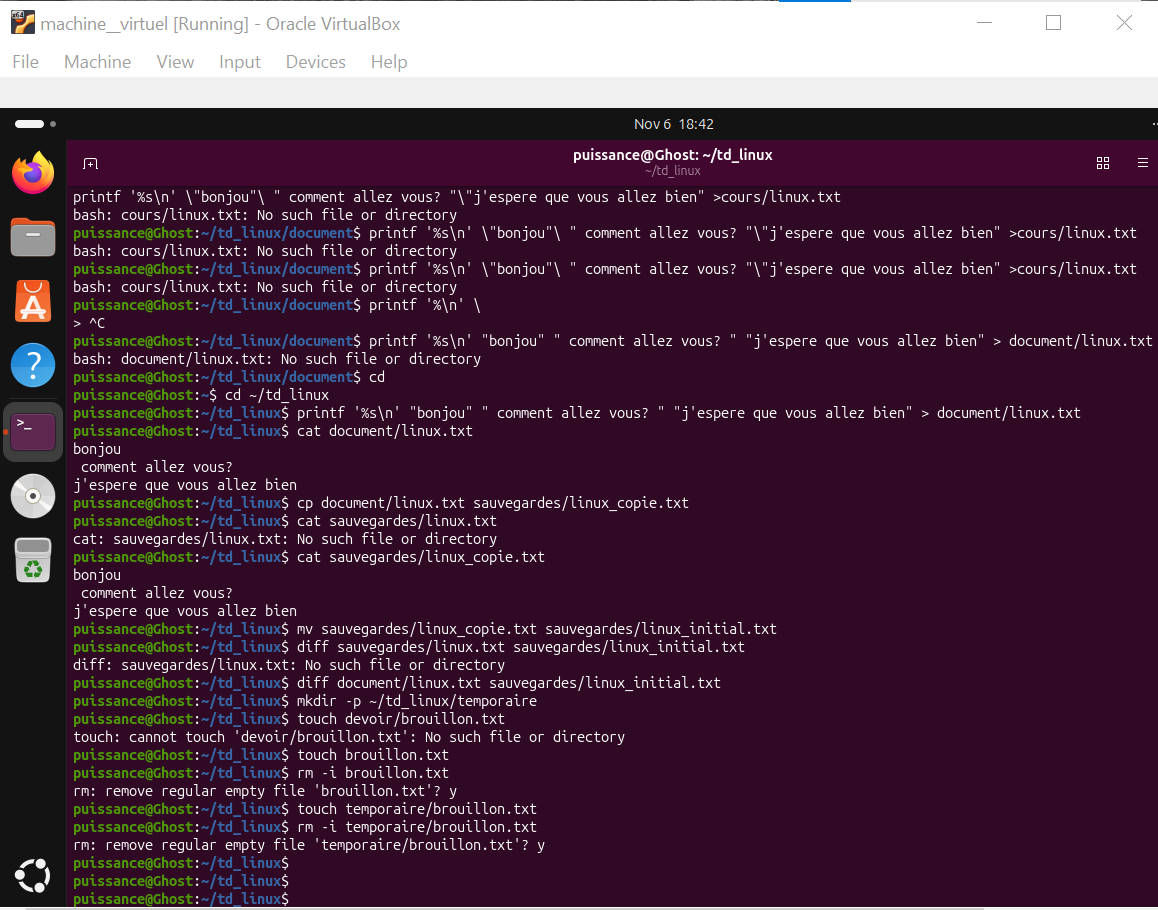 machine__virtuel [Running] - Oracle VirtualBox
File Machine View Input Devices Help
Nov 6 18:42
puissance@Ghost: ~/td_linux
~/td_linux
printf '%s\n' \"bonjou"\ " comment allez vous? "\"j'espere que vous allez bien" >cours/linux.txt
bash: cours/linux.txt: No such file or directory
puissance@Ghost:~/td_linux/document$ printf '%s\n' \"bonjou"\ " comment allez vous? "\"j'espere que vous allez bien" >cours/linux.txt
bash: cours/linux.txt: No such file or directory
puissance@Ghost:~/td_linux/document$ printf '%s\n' \"bonjou"\ " comment allez vous? "\"j'espere que vous allez bien" >cours/linux.txt
bash: cours/linux.txt: No such file or directory
puissance@Ghost:~/td_linux/document$ printf '%\n' \
> ^C
puissance@Ghost:~/td_linux/document$ printf '%s\n' "bonjou" " comment allez vous? " "j'espere que vous allez bien" > document/linux.txt
bash: document/linux.txt: No such file or directory
puissance@Ghost:~/td_linux/document$ cd
puissance@Ghost:~$ cd ~/td_linux
puissance@Ghost:~/td_linux$ printf '%s\n' "bonjou" " comment allez vous? " "j'espere que vous allez bien" > document/linux.txt
puissance@Ghost:~/td_linux$ cat document/linux.txt
bonjou
 comment allez vous?
j'espere que vous allez bien
puissance@Ghost:~/td_linux$ cp document/linux.txt sauvegardes/linux_copie.txt
puissance@Ghost:~/td_linux$ cat sauvegardes/linux.txt
cat: sauvegardes/linux.txt: No such file or directory
puissance@Ghost:~/td_linux$ cat sauvegardes/linux_copie.txt
bonjou
 comment allez vous?
j'espere que vous allez bien
puissance@Ghost:~/td_linux$ mv sauvegardes/linux_copie.txt sauvegardes/linux_initial.txt
puissance@Ghost:~/td_linux$ diff sauvegardes/linux.txt sauvegardes/linux_initial.txt
diff: sauvegardes/linux.txt: No such file or directory
puissance@Ghost:~/td_linux$ diff document/linux.txt sauvegardes/linux_initial.txt
puissance@Ghost:~/td_linux$ mkdir -p ~/td_linux/temporaire
puissance@Ghost:~/td_linux$ touch devoir/brouillon.txt
touch: cannot touch 'devoir/brouillon.txt': No such file or directory
puissance@Ghost:~/td_linux$ touch brouillon.txt
puissance@Ghost:~/td_linux$ rm -i brouillon.txt
rm: remove regular empty file 'brouillon.txt'? y
puissance@Ghost:~/td_linux$ touch temporaire/brouillon.txt
puissance@Ghost:~/td_linux$ rm -i temporaire/brouillon.txt
rm: remove regular empty file 'temporaire/brouillon.txt'? y
puissance@Ghost:~/td_linux$
puissance@Ghost:~/td_linux$
puissance@Ghost:~/td_linux$